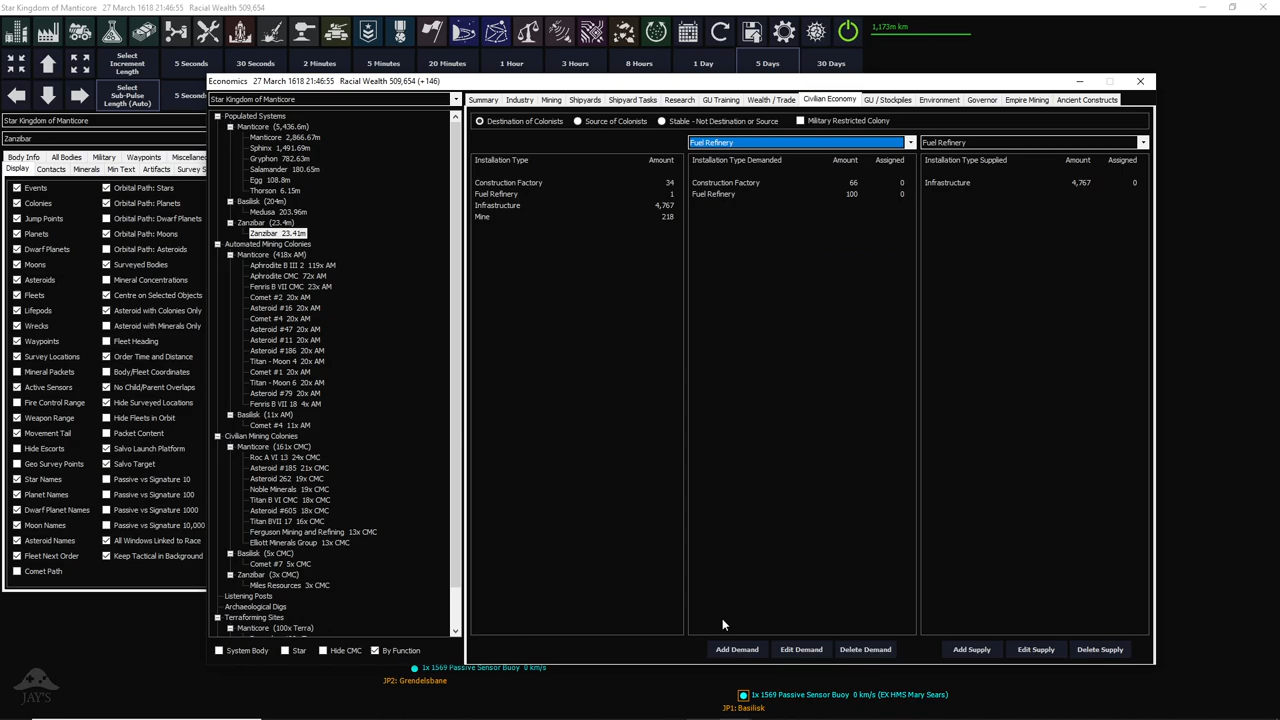 Star Kingdom of Manticore    27 March 1618 21:46:55    Racial Wealth 509,654
1,173m km
Select Increment Length
5 Seconds
30 Seconds
2 Minutes
5 Minutes
20 Minutes
1 Hour
3 Hours
8 Hours
1 Day
5 Days
30 Days
Select Sub-Pulse Length (Auto)
5 Seconds
Star Kingdom of Manticore
Zanzibar
Body Info
All Bodies
Military
Waypoints
Miscellane
Display
Contacts
Minerals
Min Text
Artifacts
Survey S
Events
Orbital Path: Stars
Colonies
Orbital Path: Planets
Jump Points
Orbital Path: Dwarf Planets
Planets
Orbital Path: Moons
Dwarf Planets
Orbital Path: Asteroids
Moons
Surveyed Bodies
Asteroids
Mineral Concentrations
Fleets
Centre on Selected Objects
Lifepods
Asteroid with Colonies Only
Wrecks
Asteroids with Minerals Only
Waypoints
Fleet Heading
Survey Locations
Order Time and Distance
Mineral Packets
Body/Fleet Coordinates
Active Sensors
No Child/Parent Overlaps
Fire Control Range
Hide Surveyed Locations
Weapon Range
Hide Fleets in Orbit
Movement Tail
Packet Content
Hide Escorts
Salvo Launch Platform
Geo Survey Points
Salvo Target
Star Names
Passive vs Signature 10
Planet Names
Passive vs Signature 100
Dwarf Planet Names
Passive vs Signature 1000
Moon Names
Passive vs Signature 10,000
Asteroid Names
All Windows Linked to Race
Fleet Next Order
Keep Tactical in Background
Comet Path
Economics    27 March 1618 21:46:55    Racial Wealth 509,654 (+146)
Star Kingdom of Manticore
Populated Systems
Manticore  (5,436.6m)
Manticore  2,866.67m
Sphinx  1,491.69m
Gryphon  782.63m
Salamander  180.65m
Egg  108.8m
Thorson  6.15m
Basilisk  (204m)
Medusa  203.96m
Zanzibar  (23.4m)
Zanzibar  23.41m
Automated Mining Colonies
Manticore  (418x AM)
Aphrodite B III 2  119x AM
Aphrodite CMC  72x AM
Fenris B VII CMC  23x AM
Comet #2  20x AM
Asteroid #16  20x AM
Comet #4  20x AM
Asteroid #47  20x AM
Asteroid #11  20x AM
Asteroid #186  20x AM
Titan - Moon 4  20x AM
Comet #1  20x AM
Titan - Moon 6  20x AM
Asteroid #79  20x AM
Fenris B VII 18  4x AM
Basilisk  (11x AM)
Comet #4  11x AM
Civilian Mining Colonies
Manticore  (161x CMC)
Roc A VI 13  24x CMC
Asteroid #185  21x CMC
Asteroid 262  19x CMC
Noble Minerals  19x CMC
Titan B VI CMC  18x CMC
Asteroid #605  18x CMC
Titan BVII 17  16x CMC
Ferguson Mining and Refining  13x CMC
Elliott Minerals Group  13x CMC
Basilisk  (5x CMC)
Comet #7  5x CMC
Zanzibar  (3x CMC)
Miles Resources  3x CMC
Listening Posts
Archaeological Digs
Terraforming Sites
Manticore  (100x Terra)
System Body
Star
Hide CMC
By Function
Summary
Industry
Mining
Shipyards
Shipyard Tasks
Research
GU Training
Wealth / Trade
Civilian Economy
GU / Stockpiles
Environment
Governor
Empire Mining
Ancient Constructs
Destination of Colonists
Source of Colonists
Stable - Not Destination or Source
Military Restricted Colony
Fuel Refinery
Fuel Refinery
Installation Type    Amount
Construction Factory    34
Fuel Refinery    1
Infrastructure    4,767
Mine    218
Installation Type Demanded    Amount    Assigned
Construction Factory    66    0
Fuel Refinery    100    0
Installation Type Supplied    Amount    Assigned
Infrastructure    4,767    0
Add Demand
Edit Demand
Delete Demand
Add Supply
Edit Supply
Delete Supply
1x 1569 Passive Sensor Buoy  0 km/s
JP2: Grendelsbane
1x 1569 Passive Sensor Buoy  0 km/s (EX HMS Mary Sears)
JP1: Basilisk
JAY'S